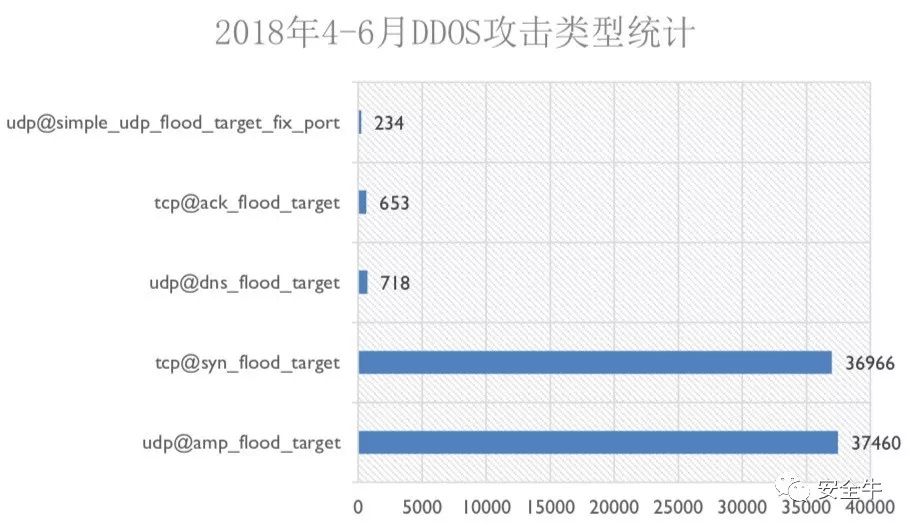 2018年4-6月DDOS攻击类型统计
udp@simple_udp_flood_target_fix_port 234
tcp@ack_flood_target 653
udp@dns_flood_target 718
tcp@syn_flood_target 36966
udp@amp_flood_target 37460
0 5000 10000 15000 20000 25000 30000 35000 40000
安全牛